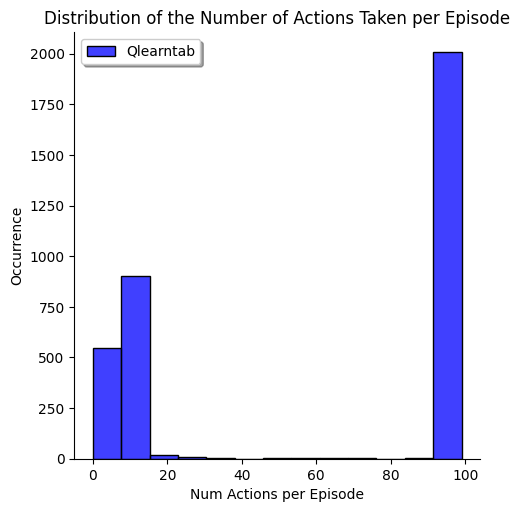 Distribution of the Number of Actions Taken per Episode
Qlearntab
2000
1750
1500
1250
1000
750
500
250
0
Occurrence
0 20 40 60 80 100
Num Actions per Episode